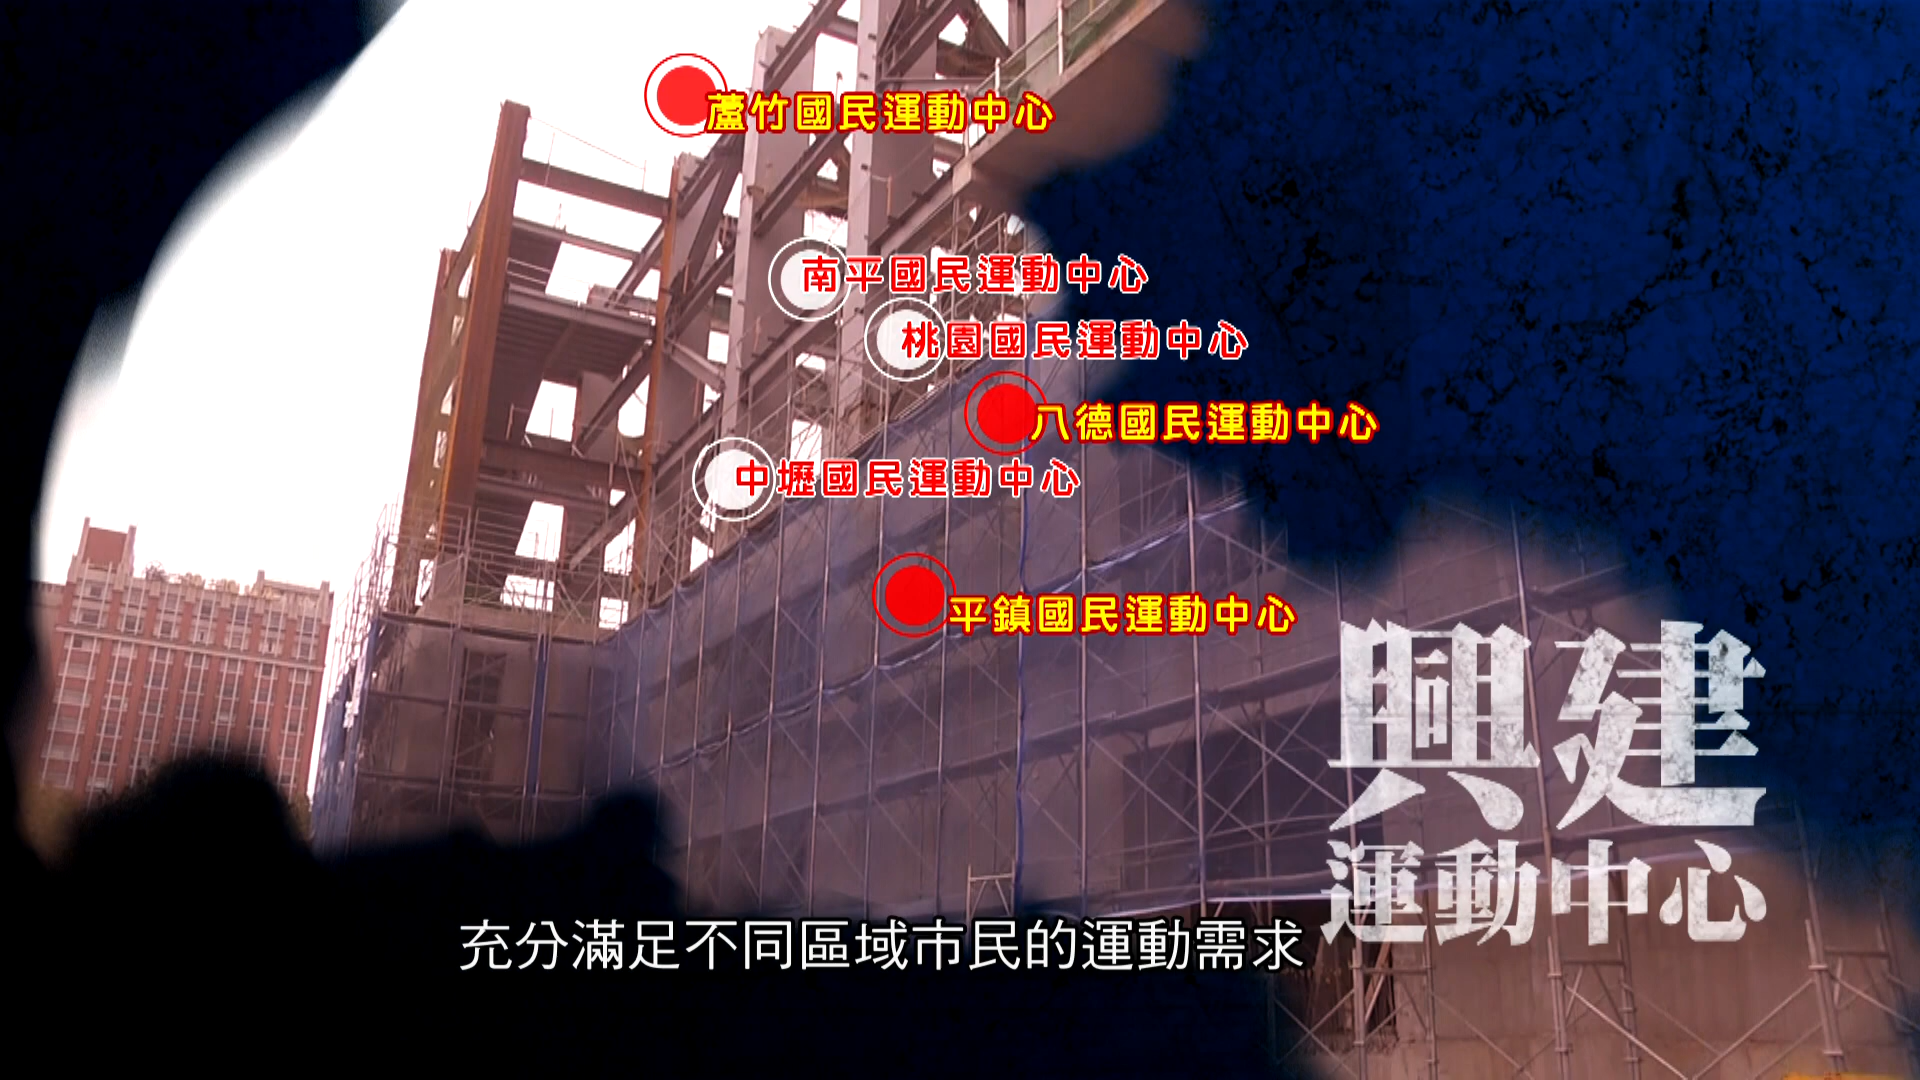 蘆竹國民運動中心
南平國民運動中心
桃園國民運動中心
八德國民運動中心
中壢國民運動中心
平鎮國民運動中心
興建
運動中心
充分滿足不同區域市民的運動需求